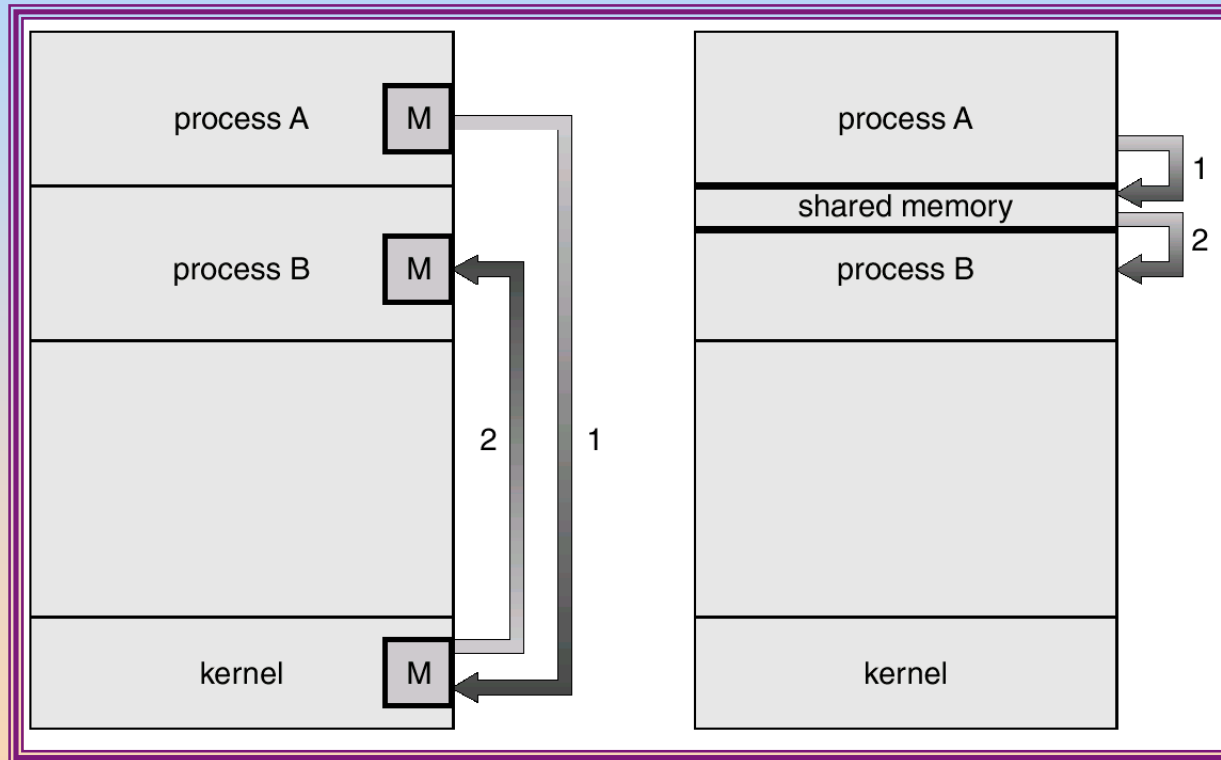 process A
M
process B
M
2
1
kernel
M
process A
1
shared memory
2
process B
kernel